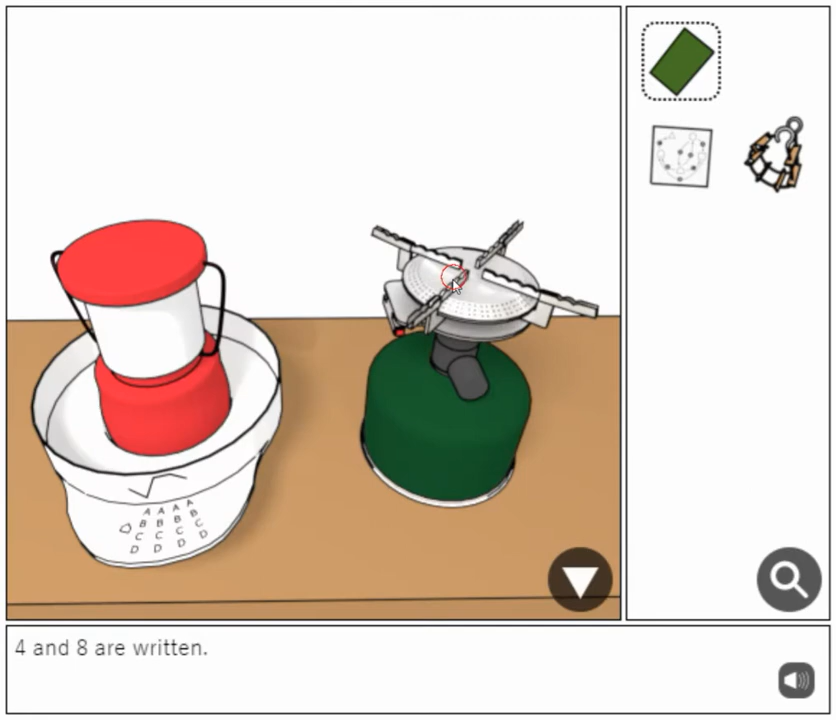 A A A A
B B B B
C C C C
D D D D
4 and 8 are written.